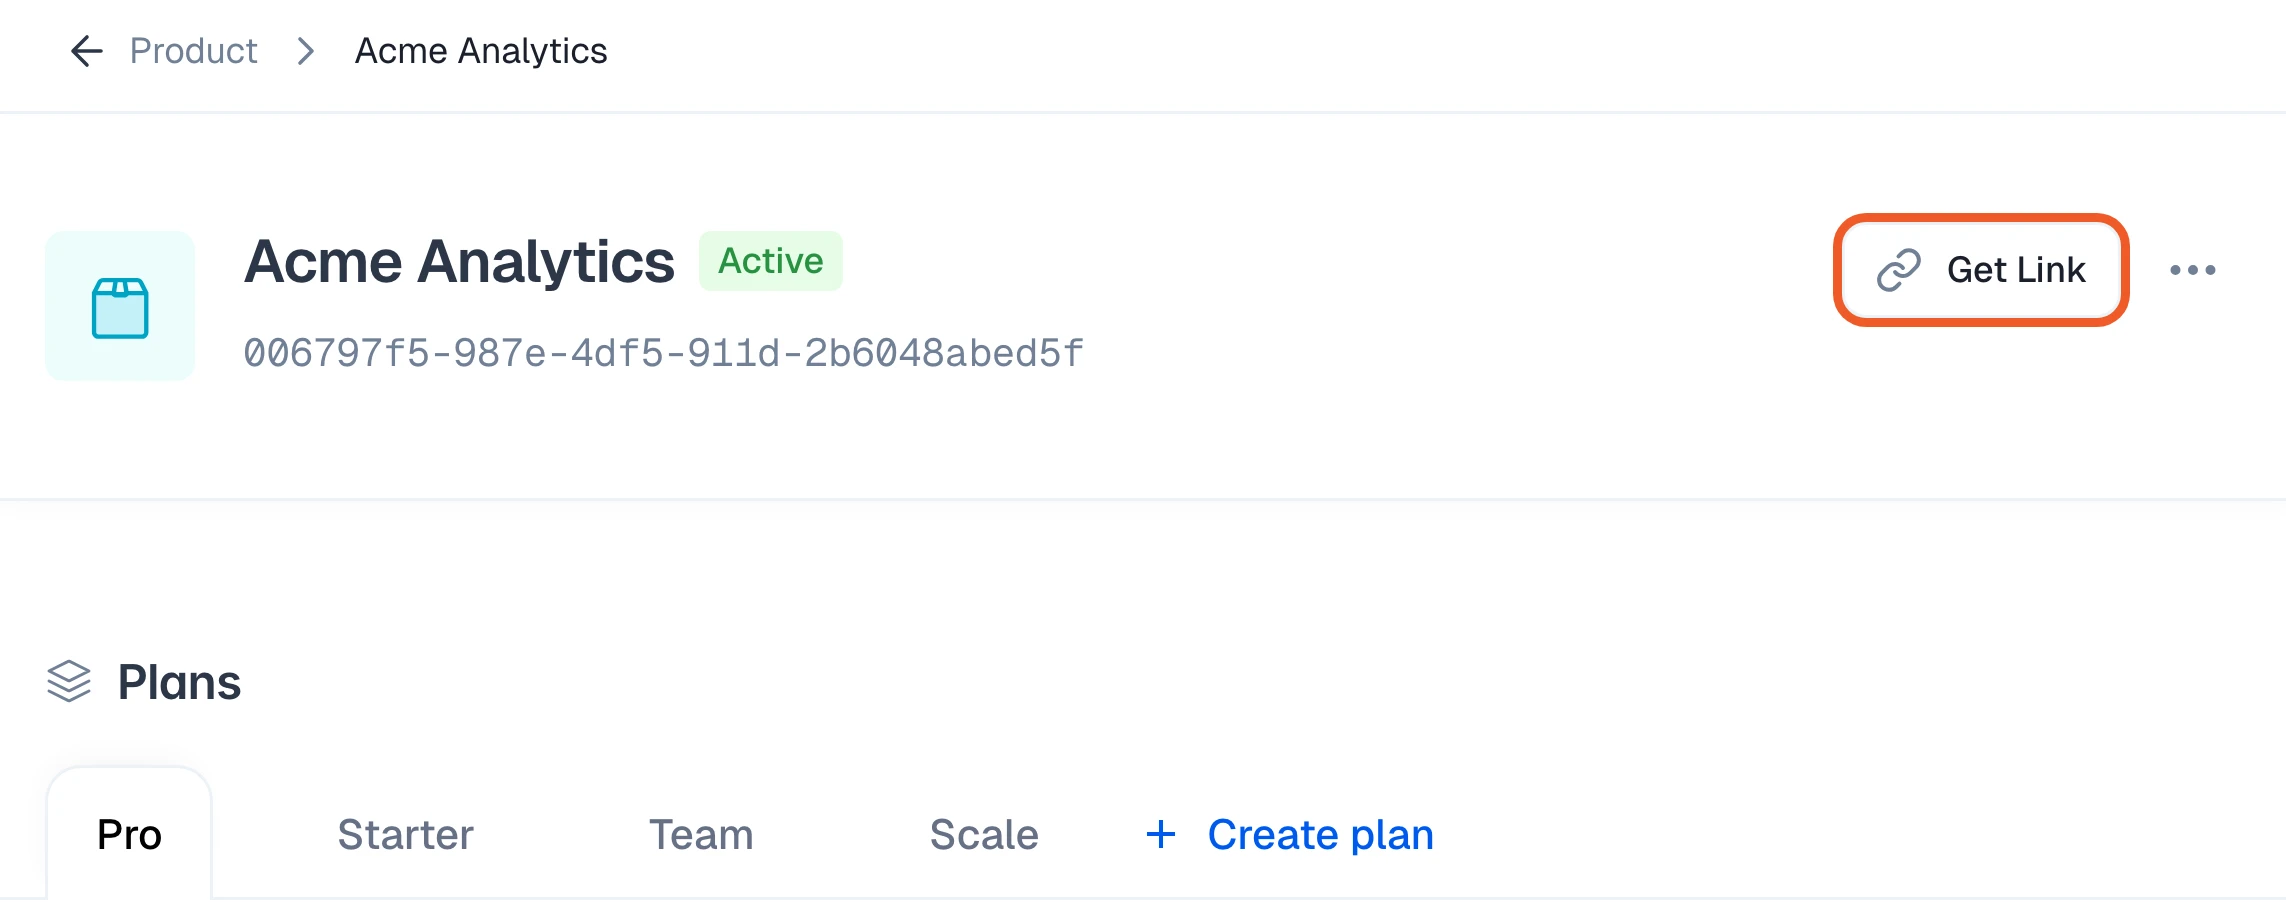 Product > Acme Analytics
Acme Analytics Active
Get Link
006797f5-987e-4df5-911d-2b6048abed5f
Plans
Pro Starter Team Scale + Create plan